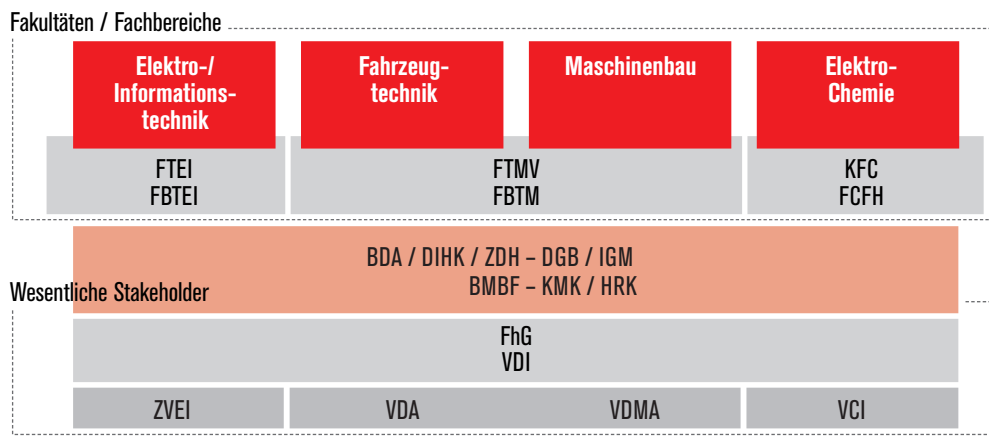 Fakultäten / Fachbereiche
Elektro-/
Informations-
technik
Fahrzeug-
technik
Maschinenbau
Elektro-
Chemie
FTEI
FBTEI
FTMV
FBTM
KFC
FCFH
BDA / DIHK / ZDH – DGB / IGM
BMBF – KMK / HRK
Wesentliche Stakeholder
FhG
VDI
ZVEI
VDA
VDMA
VCI